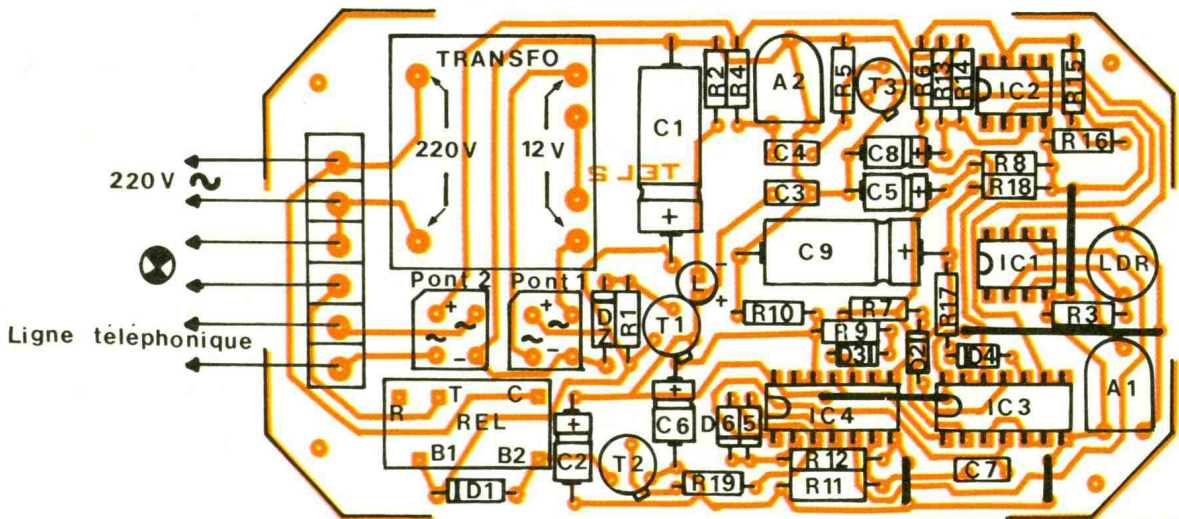 TRANSFO
220V
12V
TEL 2
220V ~
Ligne téléphonique
Pont 2
+
~
~
-
Pont 1
+
~
~
-
R
T
C
REL
B1
B2
D1
C2
+
T2
C1
+
R2
R4
A2
R5
T3
R6
R13
R14
IC2
R15
R16
C4
C3
C8
+
C5
+
R8
R18
C9
+
L
-
+
DZ
R1
T1
R10
R7
R9
D3
D2
R17
D4
IC1
LDR
R3
A1
C6
+
D6
5
IC4
IC3
R12
R11
R19
C7